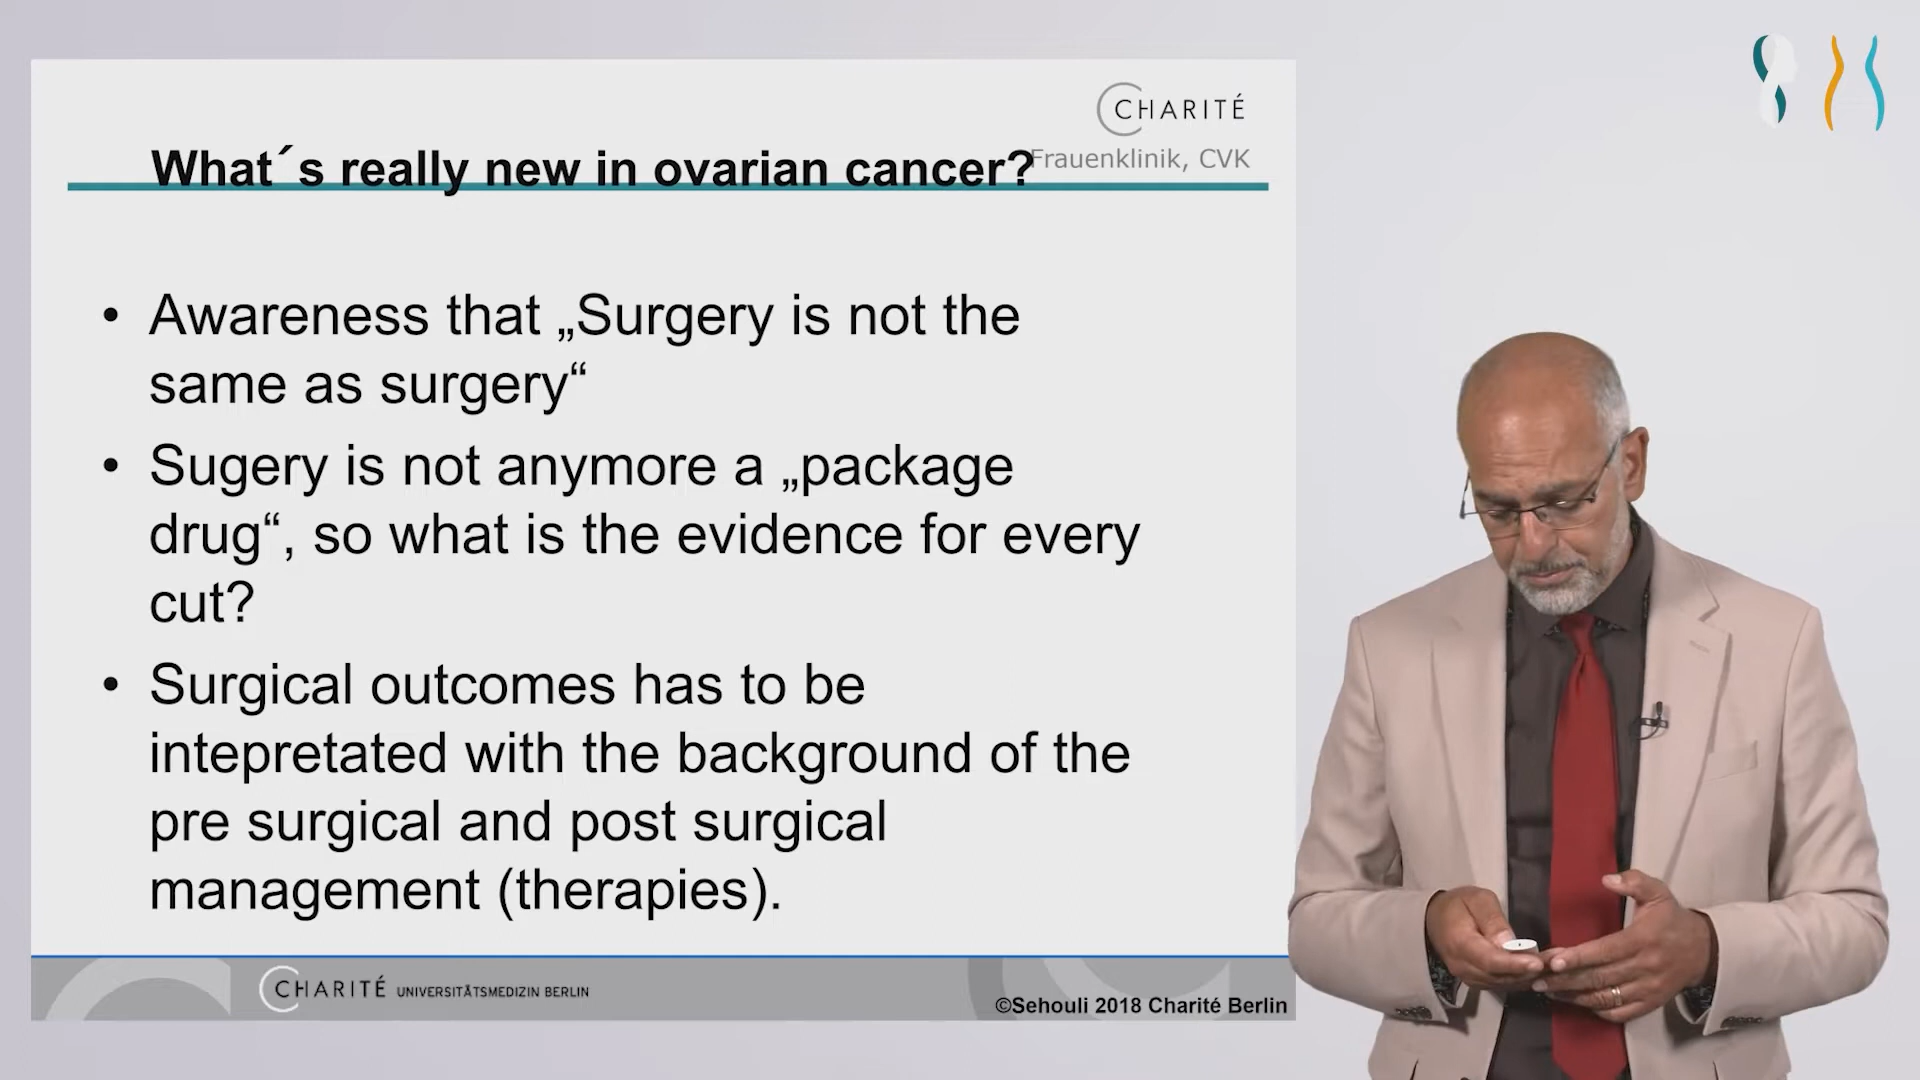 CHARITÉ
Frauenklinik, CVK
What´s really new in ovarian cancer?
• Awareness that „Surgery is not the
same as surgery“
• Sugery is not anymore a „package
drug“, so what is the evidence for every
cut?
• Surgical outcomes has to be
intepretated with the background of the
pre surgical and post surgical
management (therapies).
CHARITÉ UNIVERSITÄTSMEDIZIN BERLIN
©Sehouli 2018 Charité Berlin